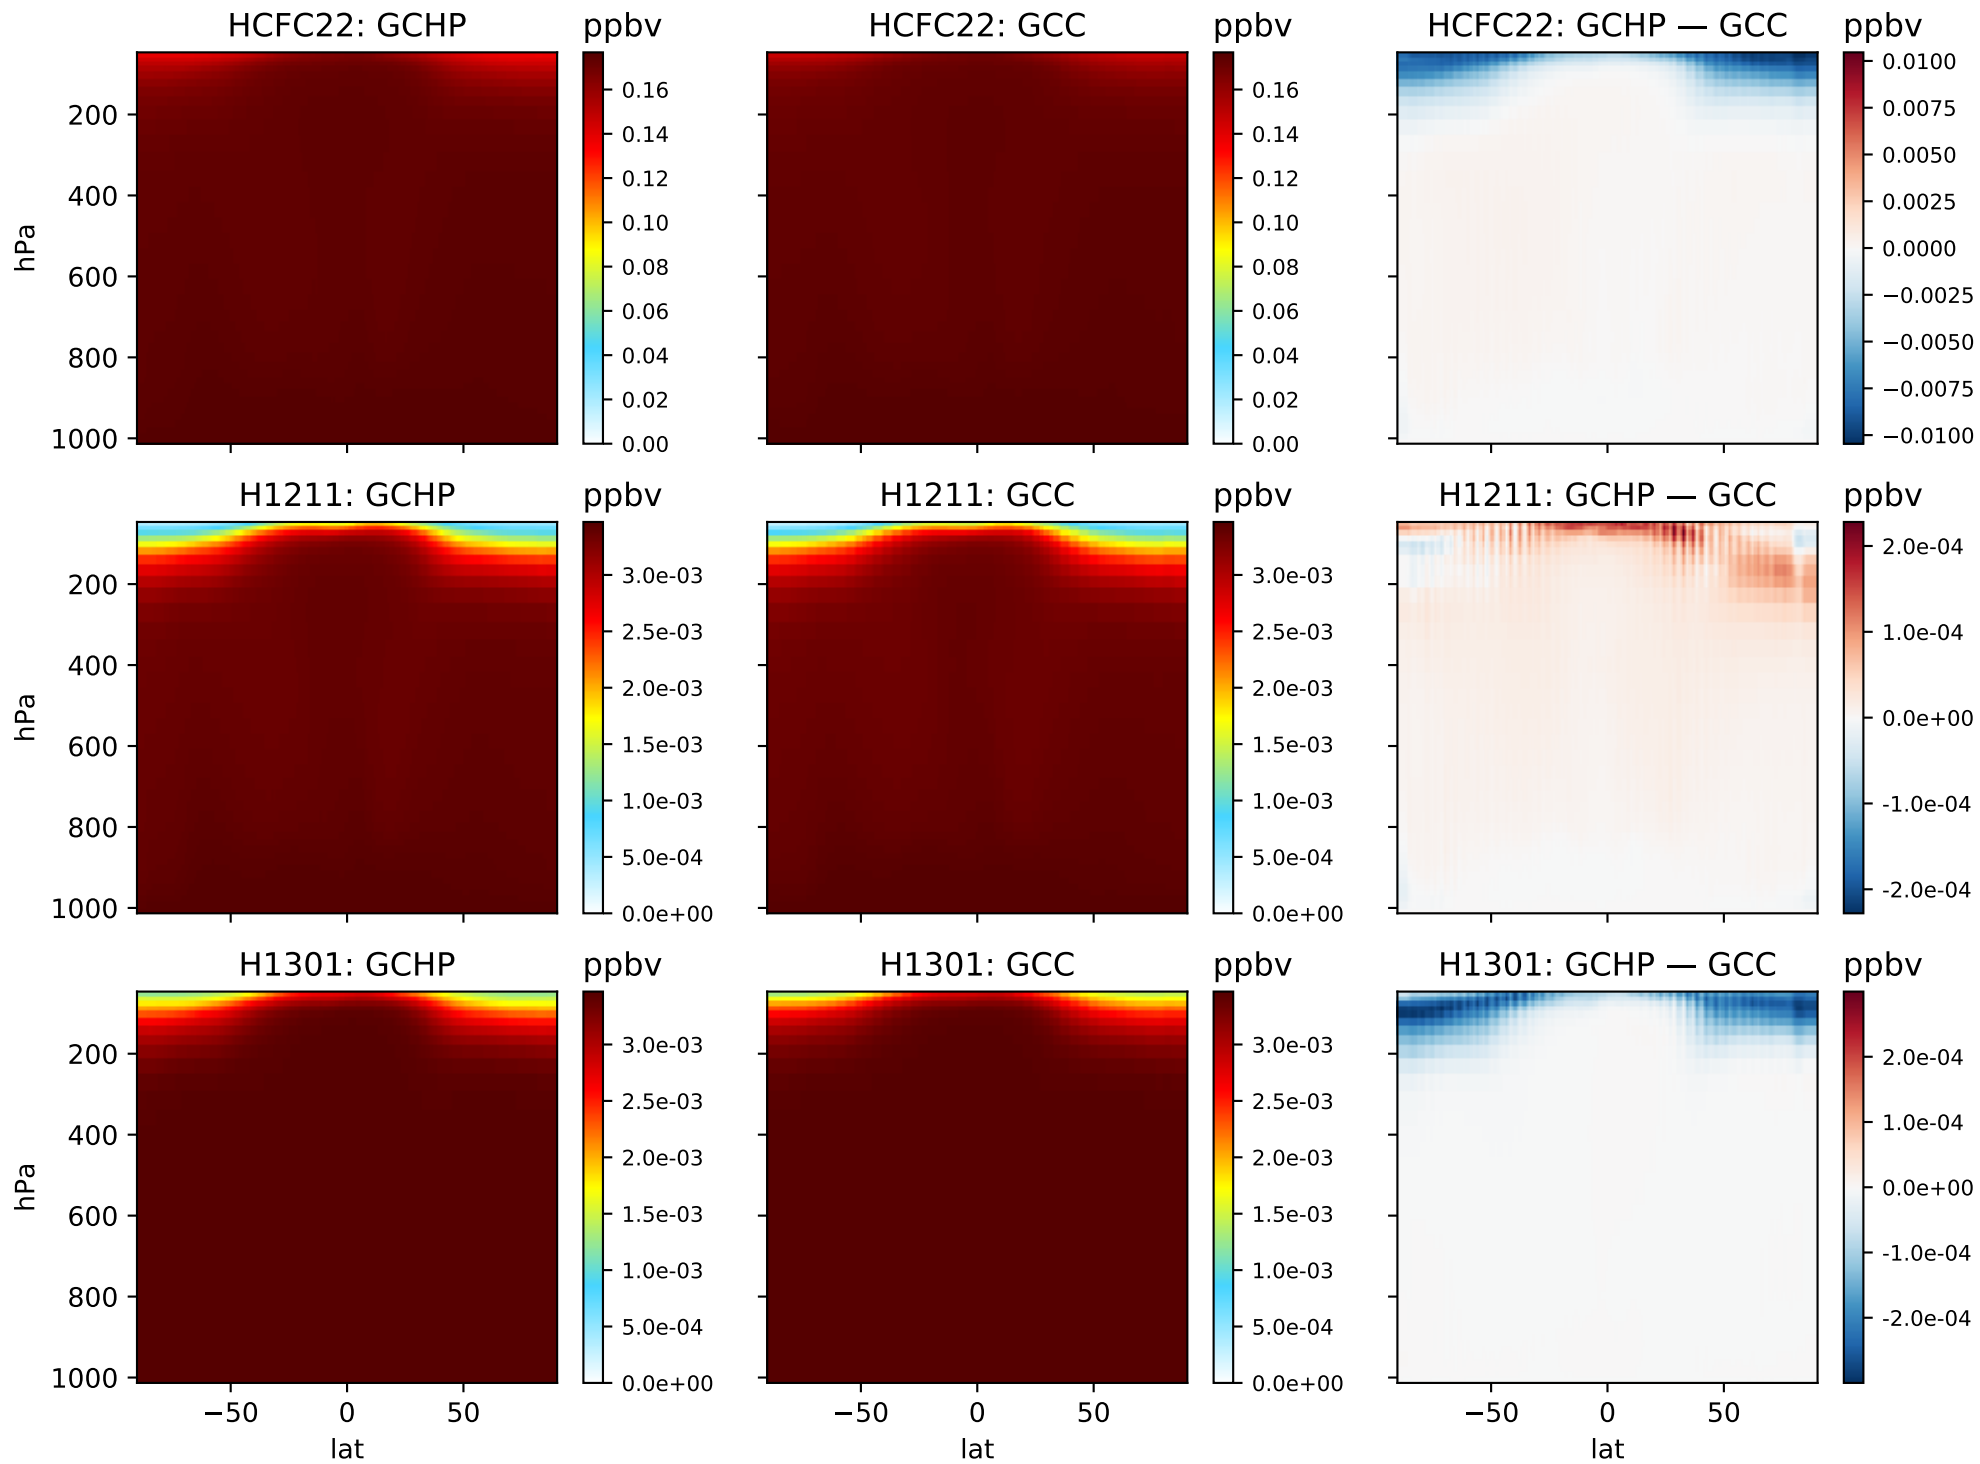 HCFC22: GCHP
ppbv
HCFC22: GCC
ppbv
HCFC22: GCHP — GCC
ppbv
200
400
600
800
1000
hPa
0.16
0.14
0.12
0.10
0.08
0.06
0.04
0.02
0.00
0.16
0.14
0.12
0.10
0.08
0.06
0.04
0.02
0.00
0.0100
0.0075
0.0050
0.0025
0.0000
−0.0025
−0.0050
−0.0075
−0.0100
H1211: GCHP
ppbv
H1211: GCC
ppbv
H1211: GCHP — GCC
ppbv
200
400
600
800
1000
hPa
3.0e-03
2.5e-03
2.0e-03
1.5e-03
1.0e-03
5.0e-04
0.0e+00
3.0e-03
2.5e-03
2.0e-03
1.5e-03
1.0e-03
5.0e-04
0.0e+00
2.0e-04
1.0e-04
0.0e+00
-1.0e-04
-2.0e-04
H1301: GCHP
ppbv
H1301: GCC
ppbv
H1301: GCHP — GCC
ppbv
200
400
600
800
1000
hPa
3.0e-03
2.5e-03
2.0e-03
1.5e-03
1.0e-03
5.0e-04
0.0e+00
3.0e-03
2.5e-03
2.0e-03
1.5e-03
1.0e-03
5.0e-04
0.0e+00
2.0e-04
1.0e-04
0.0e+00
-1.0e-04
-2.0e-04
−50 0 50
lat
−50 0 50
lat
−50 0 50
lat